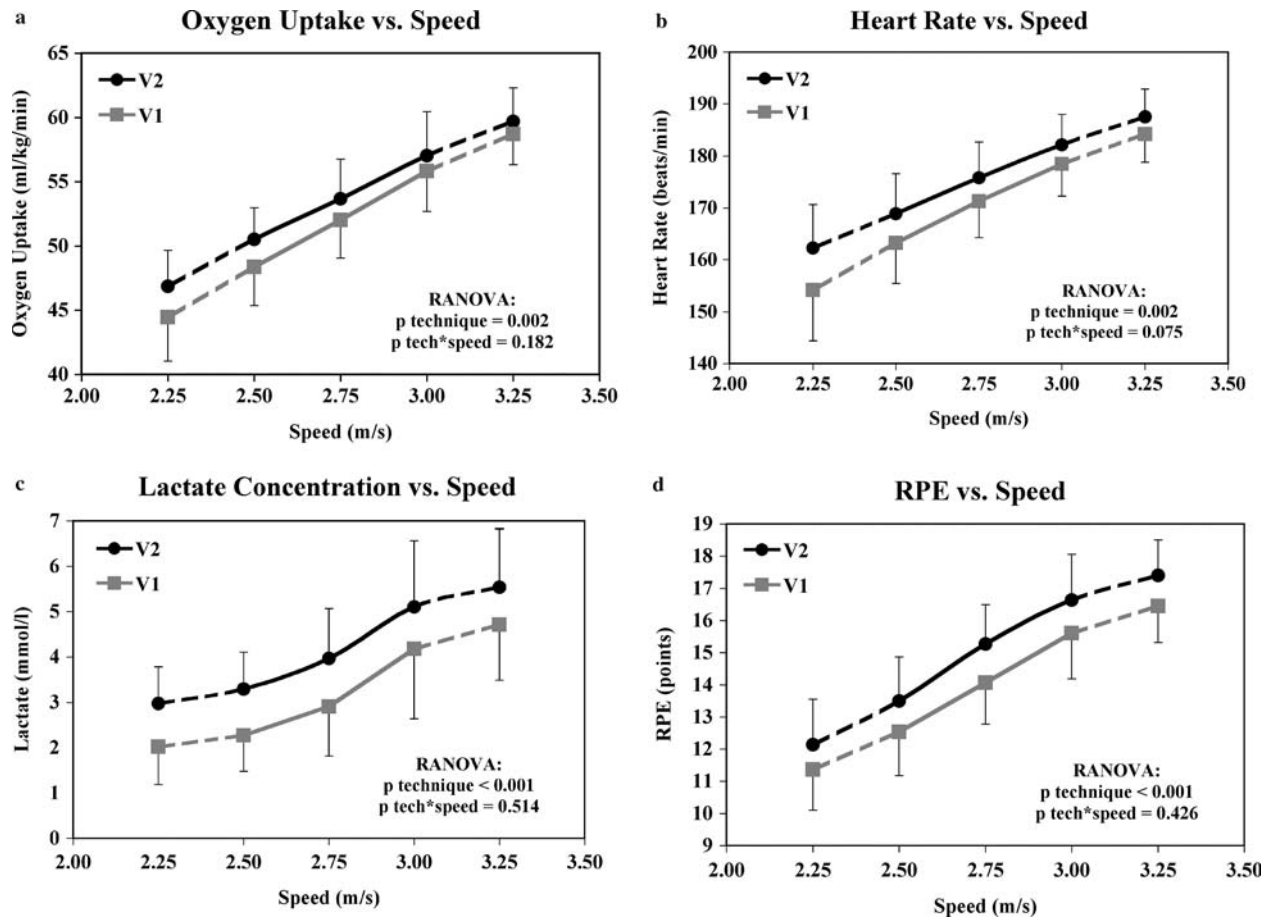 a
Oxygen Uptake vs. Speed
65
60
55
50
45
40
Oxygen Uptake (ml/kg/min)
V2
V1
RANOVA:
p technique = 0.002
p tech*speed = 0.182
2.00 2.25 2.50 2.75 3.00 3.25 3.50
Speed (m/s)
b
Heart Rate vs. Speed
200
190
180
170
160
150
140
Heart Rate (beats/min)
V2
V1
RANOVA:
p technique = 0.002
p tech*speed = 0.075
2.00 2.25 2.50 2.75 3.00 3.25 3.50
Speed (m/s)
c
Lactate Concentration vs. Speed
7
6
5
4
3
2
1
0
Lactate (mmol/l)
V2
V1
RANOVA:
p technique < 0.001
p tech*speed = 0.514
2.00 2.25 2.50 2.75 3.00 3.25 3.50
Speed (m/s)
d
RPE vs. Speed
19
18
17
16
15
14
13
12
11
10
9
RPE (points)
V2
V1
RANOVA:
p technique < 0.001
p tech*speed = 0.426
2.00 2.25 2.50 2.75 3.00 3.25 3.50
Speed (m/s)